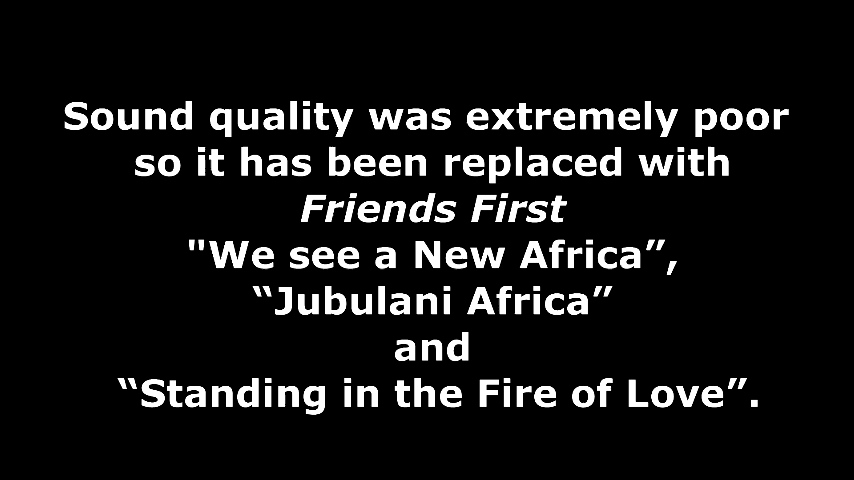 Sound quality was extremely poor
so it has been replaced with
Friends First
"We see a New Africa”,
“Jubulani Africa”
and
“Standing in the Fire of Love”.